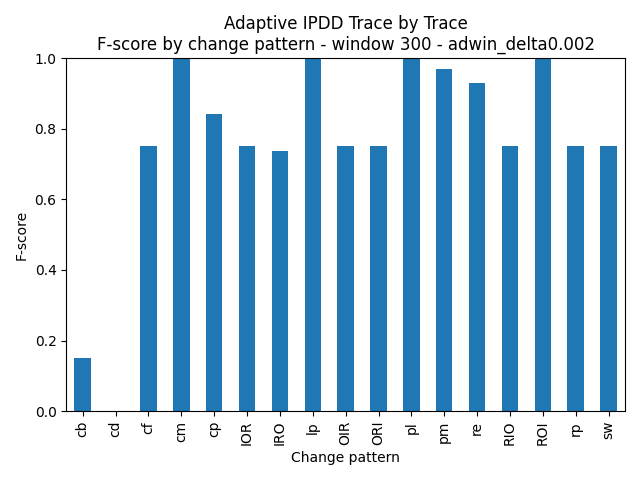 Adaptive IPDD Trace by Trace
F-score by change pattern - window 300 - adwin_delta0.002
1.0
0.8
0.6
0.4
0.2
0.0
F-score
cb
cd
cf
cm
cp
IOR
IRO
lp
OIR
ORI
pl
pm
re
RIO
ROI
rp
sw
Change pattern